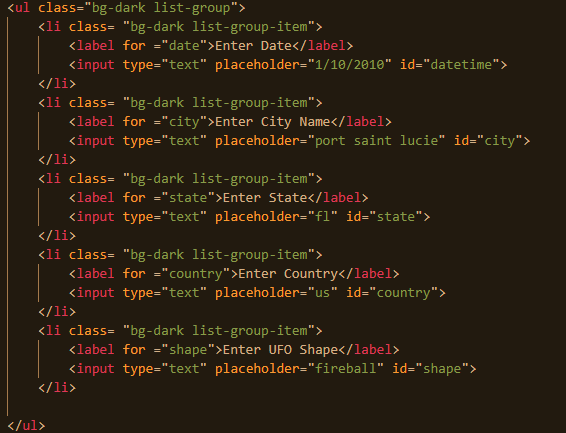 <ul class="bg-dark list-group">
<li class= "bg-dark list-group-item">
<label for ="date">Enter Date</label>
<input type="text" placeholder="1/10/2010" id="datetime">
</li>
<li class= "bg-dark list-group-item">
<label for ="city">Enter City Name</label>
<input type="text" placeholder="port saint lucie" id="city">
</li>
<li class= "bg-dark list-group-item">
<label for ="state">Enter State</label>
<input type="text" placeholder="fl" id="state">
</li>
<li class= "bg-dark list-group-item">
<label for ="country">Enter Country</label>
<input type="text" placeholder="us" id="country">
</li>
<li class= "bg-dark list-group-item">
<label for ="shape">Enter UFO Shape</label>
<input type="text" placeholder="fireball" id="shape">
</li>
</ul>